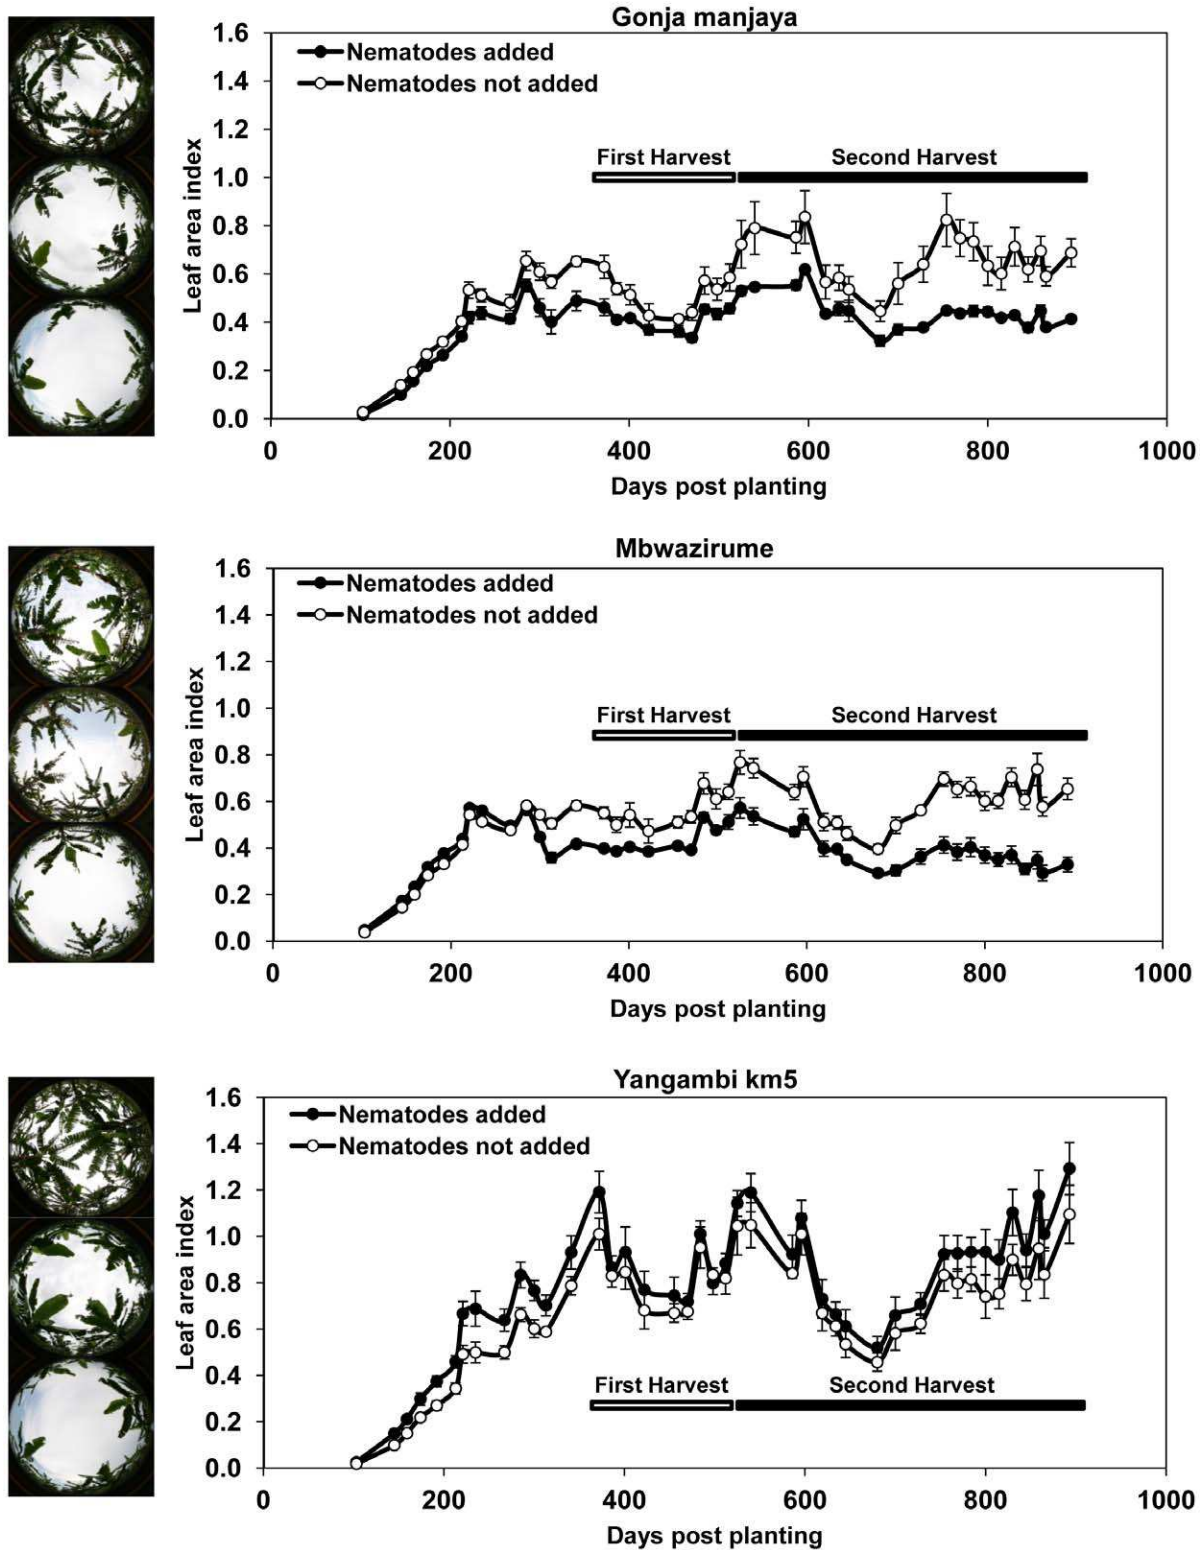 Gonja manjaya
1.6
1.4
1.2
1.0
0.8
0.6
0.4
0.2
0.0
Leaf area index
Nematodes added
Nematodes not added
First Harvest Second Harvest
0 200 400 600 800 1000
Days post planting
Mbwazirume
1.6
1.4
1.2
1.0
0.8
0.6
0.4
0.2
0.0
Leaf area index
Nematodes added
Nematodes not added
First Harvest Second Harvest
0 200 400 600 800 1000
Days post planting
Yangambi km5
1.6
1.4
1.2
1.0
0.8
0.6
0.4
0.2
0.0
Leaf area index
Nematodes added
Nematodes not added
First Harvest Second Harvest
0 200 400 600 800 1000
Days post planting